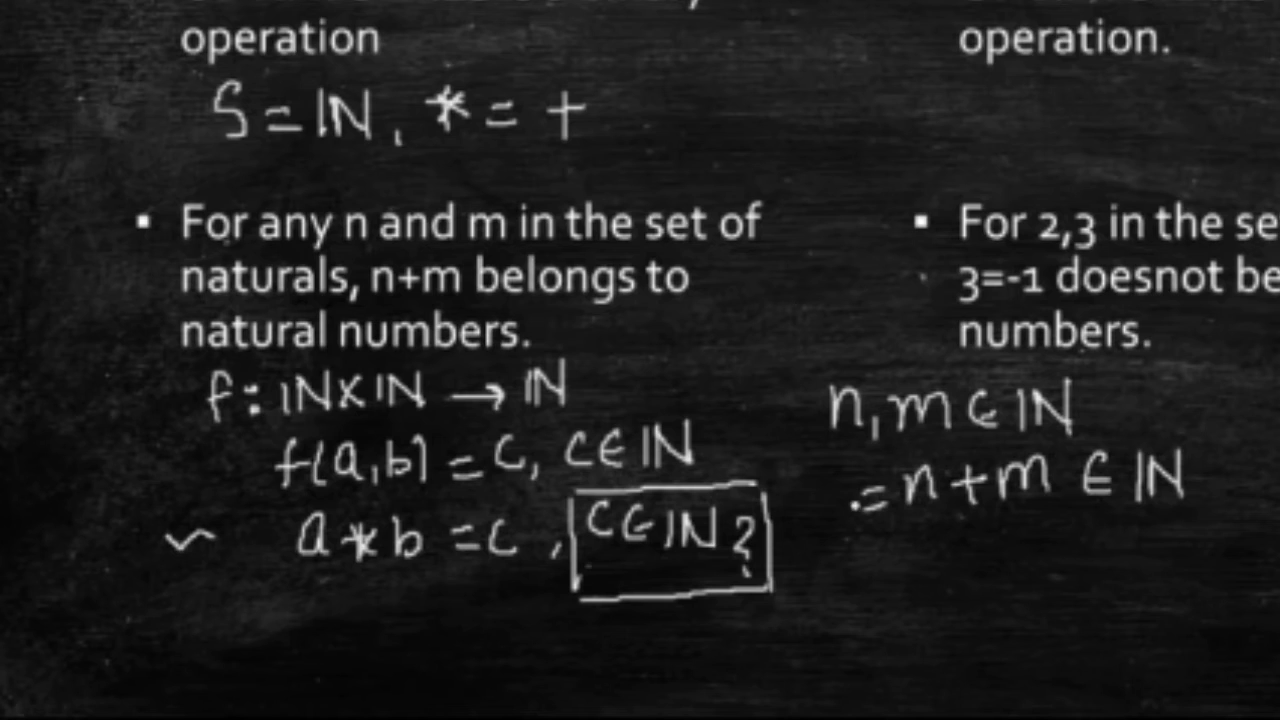 operation
S = IN, * = +
▪ For any n and m in the set of
naturals, n+m belongs to
natural numbers.
f : IN X IN → IN
f(a,b) = c, c ∈ IN
a * b = c , c ∈ IN ?
operation.
▪ For 2,3 in the se
3=-1 doesnot be
numbers.
n, m ∈ IN
.= n + m ∈ IN